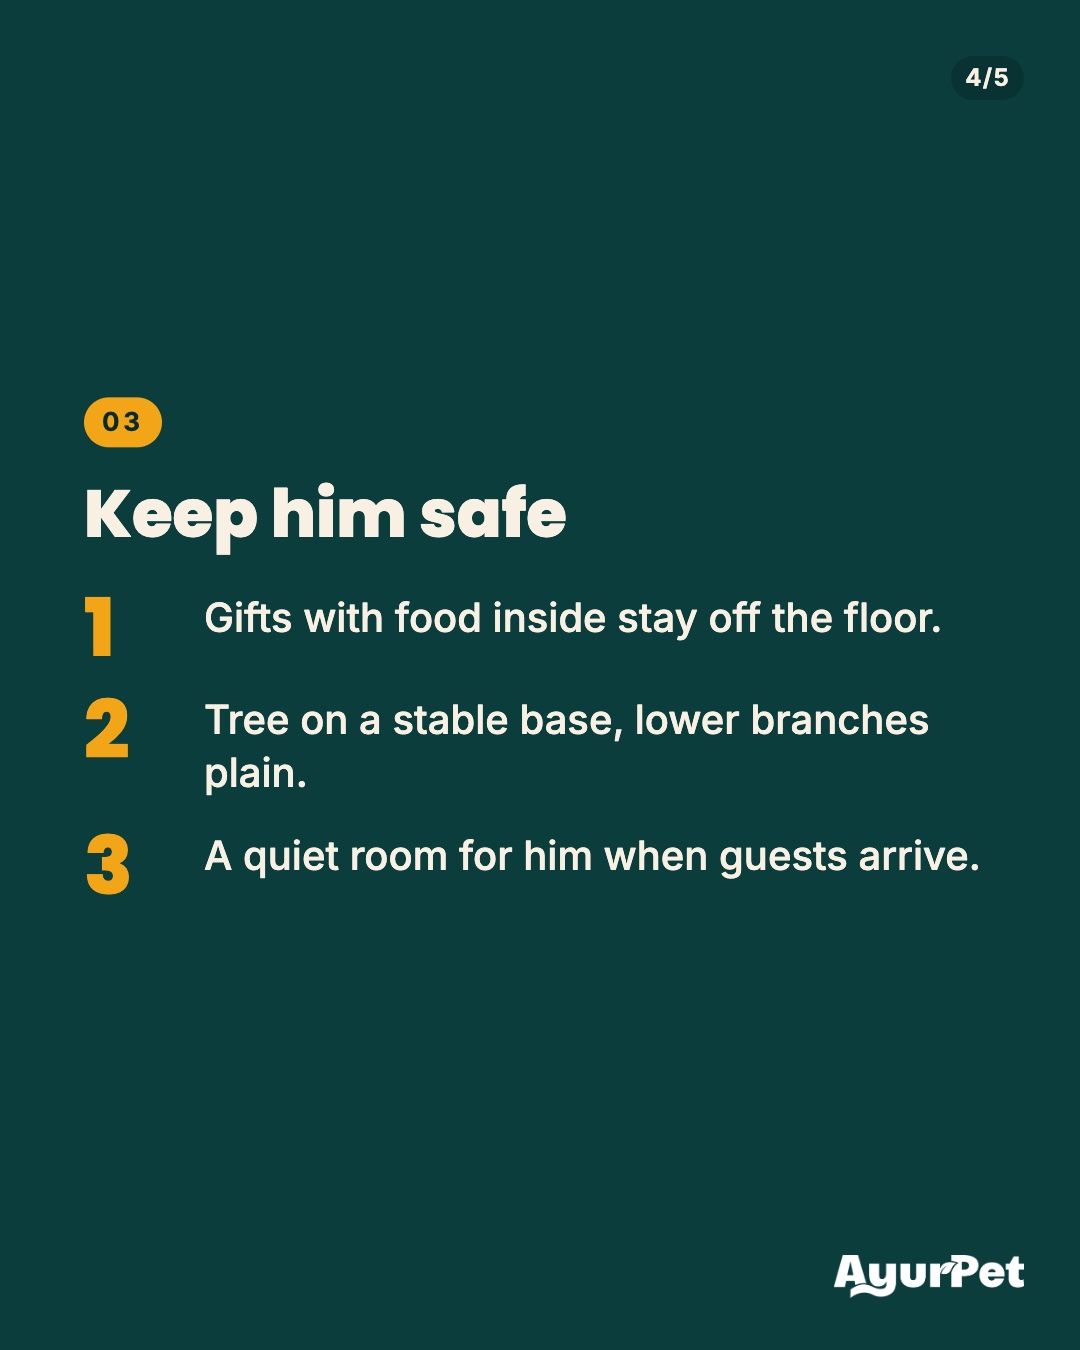 4/5
03
Keep him safe
1 Gifts with food inside stay off the floor.
2 Tree on a stable base, lower branches
plain.
3 A quiet room for him when guests arrive.
AyurPet